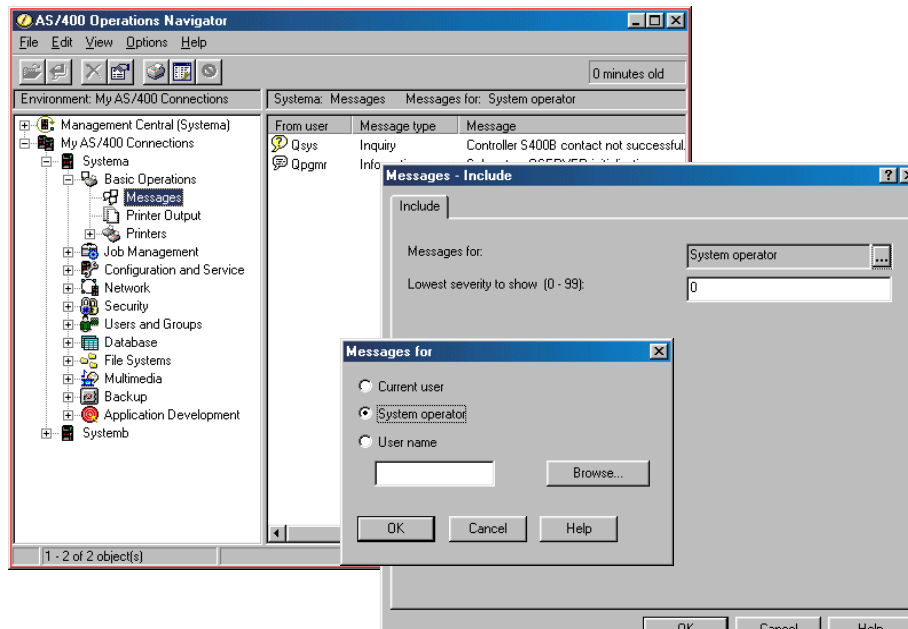 AS/400 Operations Navigator
File Edit View Options Help
0 minutes old
Environment: My AS/400 Connections
Systema: Messages Messages for: System operator
Management Central (Systema)
My AS/400 Connections
Systema
Basic Operations
Messages
Printer Output
Printers
Job Management
Configuration and Service
Network
Security
Users and Groups
Database
File Systems
Multimedia
Backup
Application Development
Systemb
From user Message type Message
Qsys Inquiry Controller S400B contact not successful.
Qpgmr
1 - 2 of 2 object(s)
Messages - Include
Include
Messages for: System operator ...
Lowest severity to show (0 - 99): 0
Messages for
Current user
System operator
User name
Browse...
OK Cancel Help
OK Cancel Help